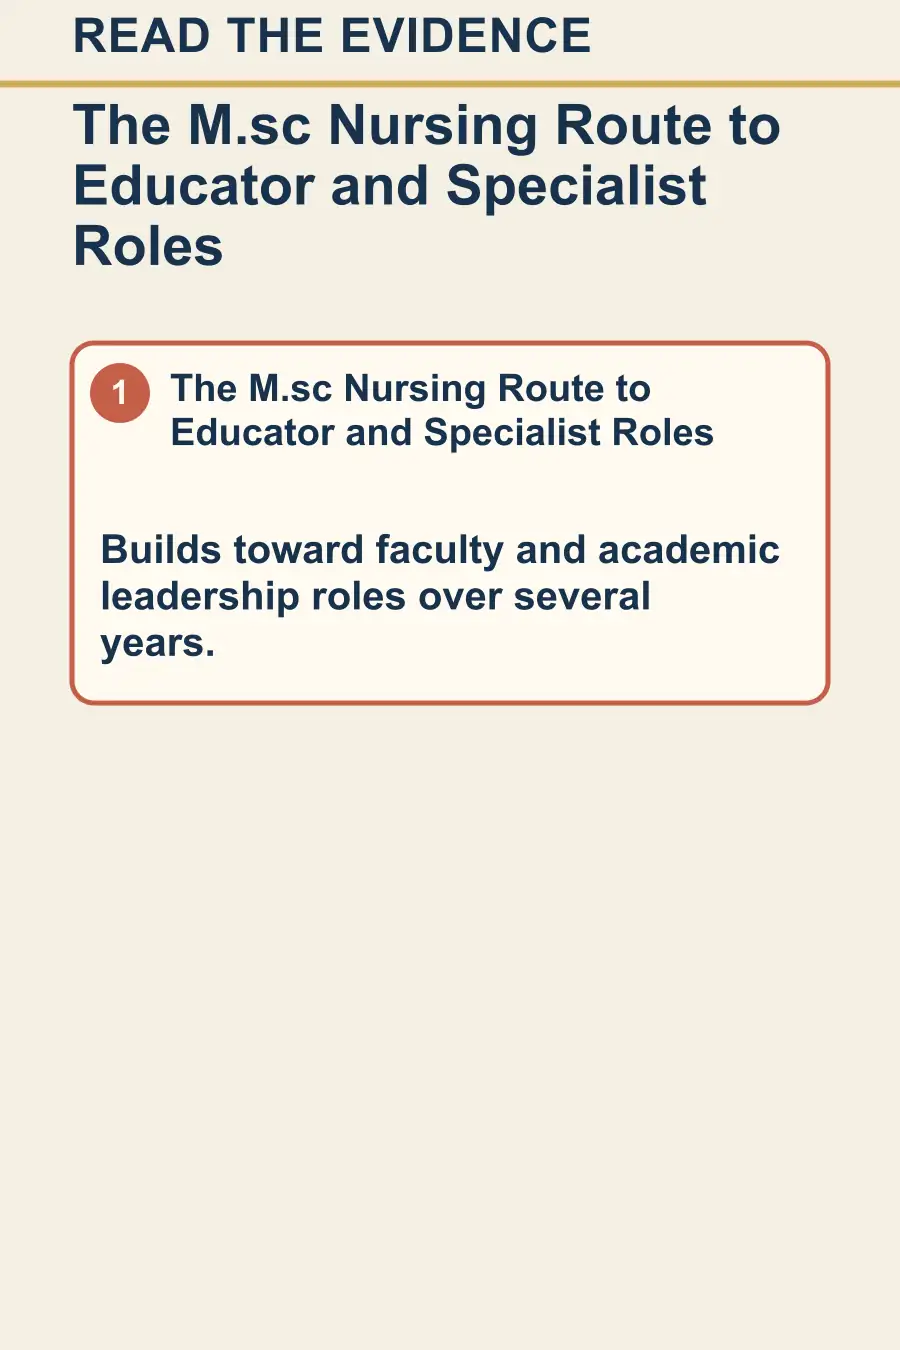 READ THE EVIDENCE
The M.sc Nursing Route to
Educator and Specialist
Roles
1
The M.sc Nursing Route to
Educator and Specialist Roles
Builds toward faculty and academic
leadership roles over several
years.